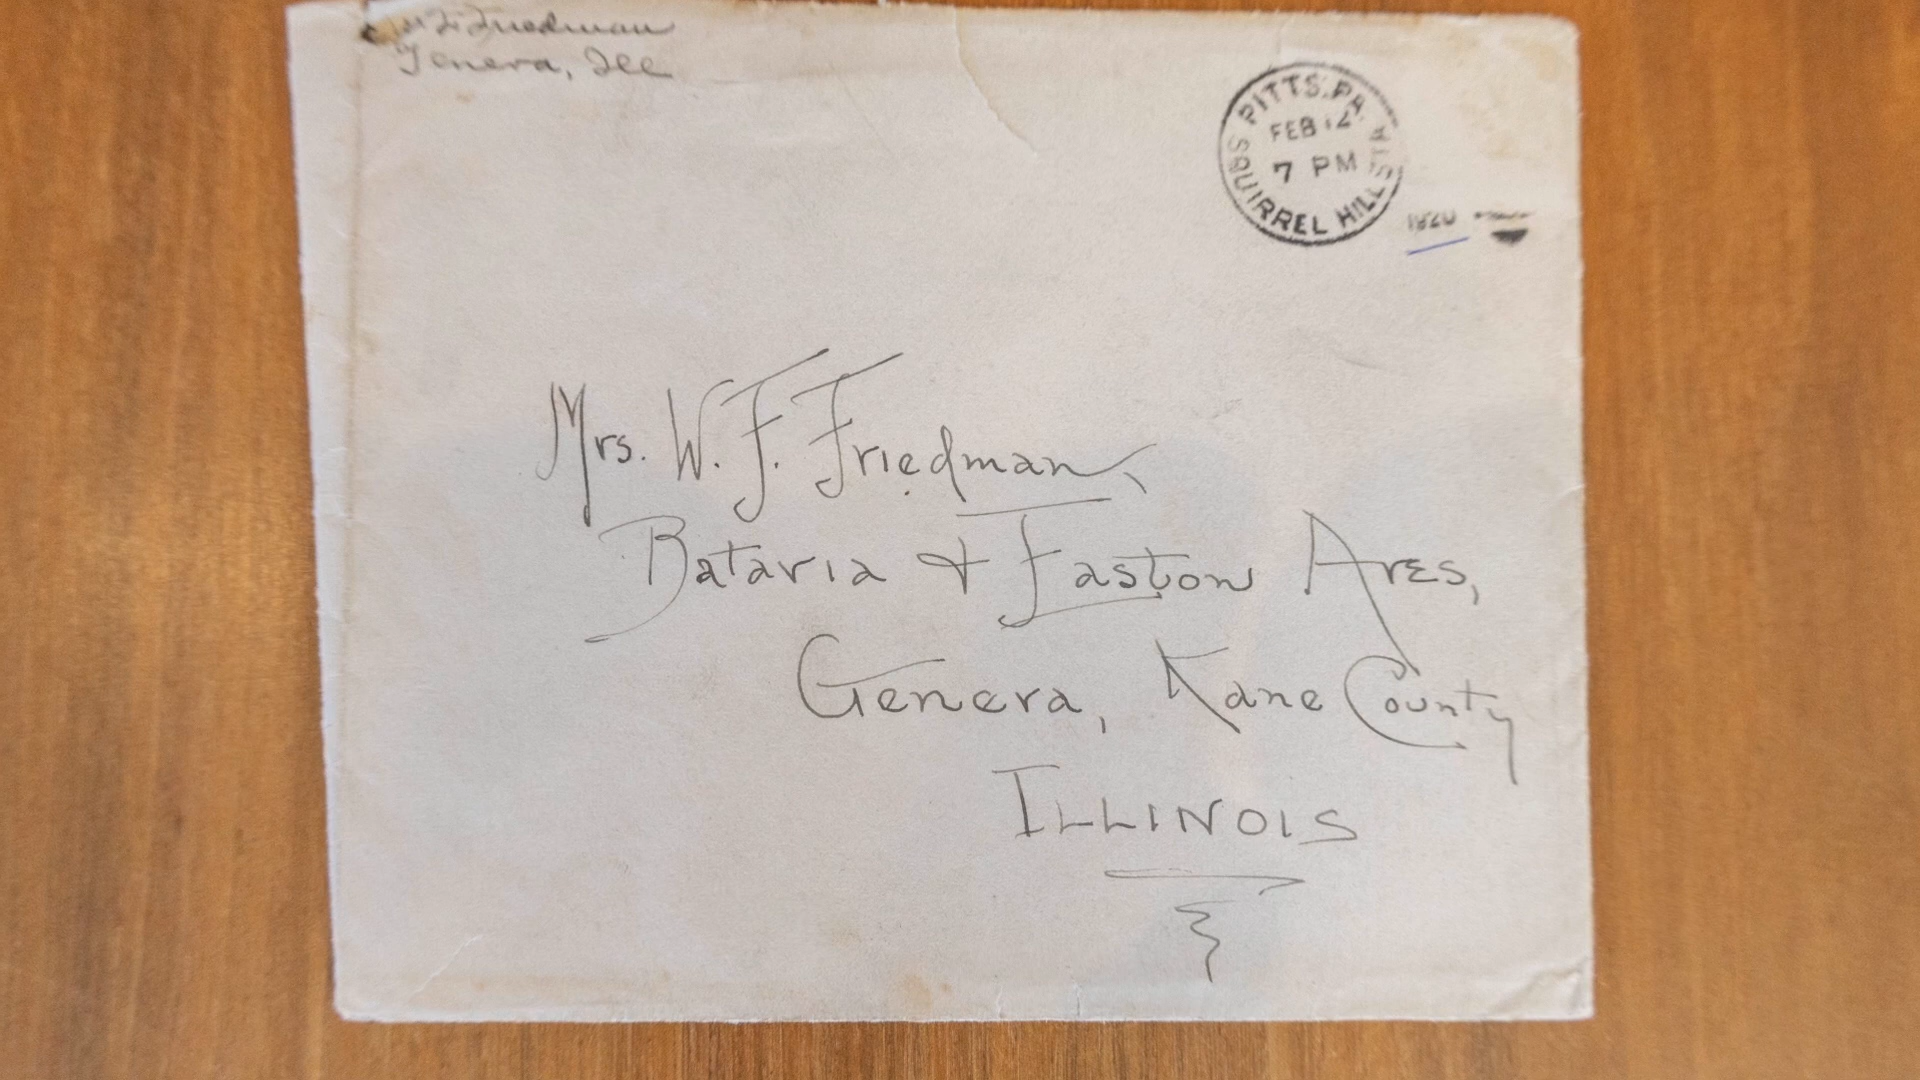 W. F. Friedman
Geneva, Ill
PITTS. PA.
FEB 12
7 PM
SQUIRREL HILL STA
1920
Mrs. W. F. Friedman,
Batavia & Easton Aves,
Geneva, Kane County
ILLINOIS